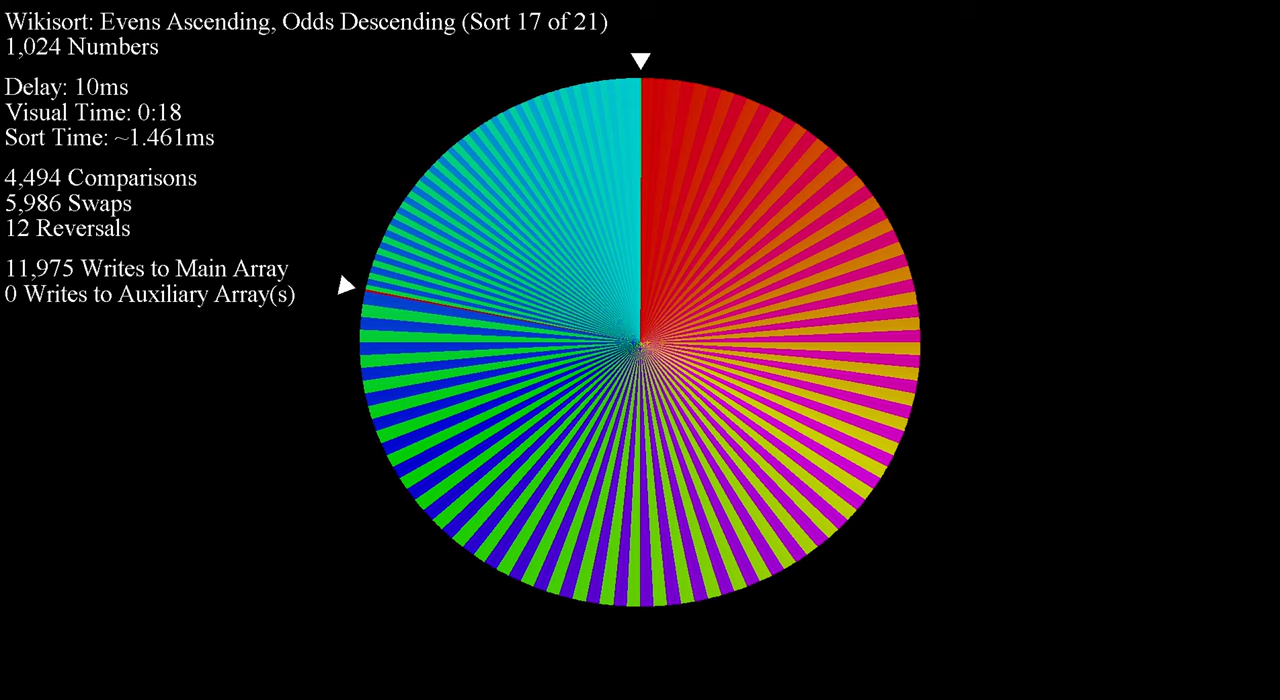 Wikisort: Evens Ascending, Odds Descending (Sort 17 of 21)
1,024 Numbers
Delay: 10ms
Visual Time: 0:18
Sort Time: ~1.461ms
4,494 Comparisons
5,986 Swaps
12 Reversals
11,975 Writes to Main Array
0 Writes to Auxiliary Array(s)